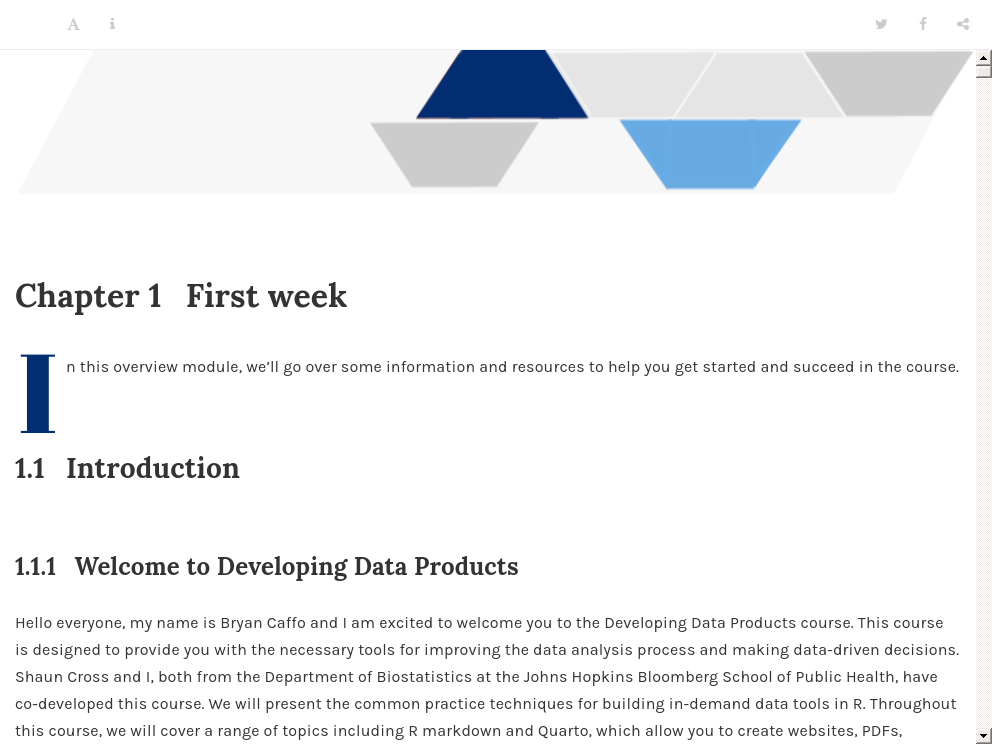 Chapter 1 First week
In this overview module, we’ll go over some information and resources to help you get started and succeed in the course.
1.1 Introduction
1.1.1 Welcome to Developing Data Products
Hello everyone, my name is Bryan Caffo and I am excited to welcome you to the Developing Data Products course. This course
is designed to provide you with the necessary tools for improving the data analysis process and making data-driven decisions.
Shaun Cross and I, both from the Department of Biostatistics at the Johns Hopkins Bloomberg School of Public Health, have
co-developed this course. We will present the common practice techniques for building in-demand data tools in R. Throughout
this course, we will cover a range of topics including R markdown and Quarto, which allow you to create websites, PDFs,